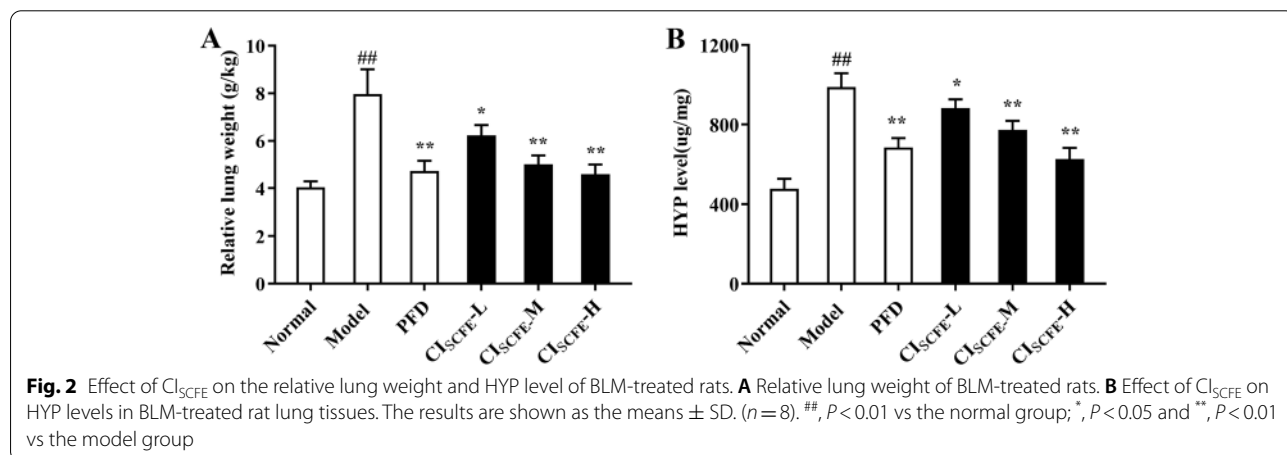 A
Relative lung weight (g/kg)
10
8
6
4
2
0
##
**
*
**
**
Normal
Model
PFD
CI_SCFE-L
CI_SCFE-M
CI_SCFE-H
B
HYP level(ug/mg)
1200
800
400
0
##
**
*
**
**
Normal
Model
PFD
CI_SCFE-L
CI_SCFE-M
CI_SCFE-H
Fig. 2 Effect of CI_SCFE on the relative lung weight and HYP level of BLM-treated rats. A Relative lung weight of BLM-treated rats. B Effect of CI_SCFE on
HYP levels in BLM-treated rat lung tissues. The results are shown as the means ± SD. (n = 8). ##, P < 0.01 vs the normal group; *, P < 0.05 and **, P < 0.01
vs the model group